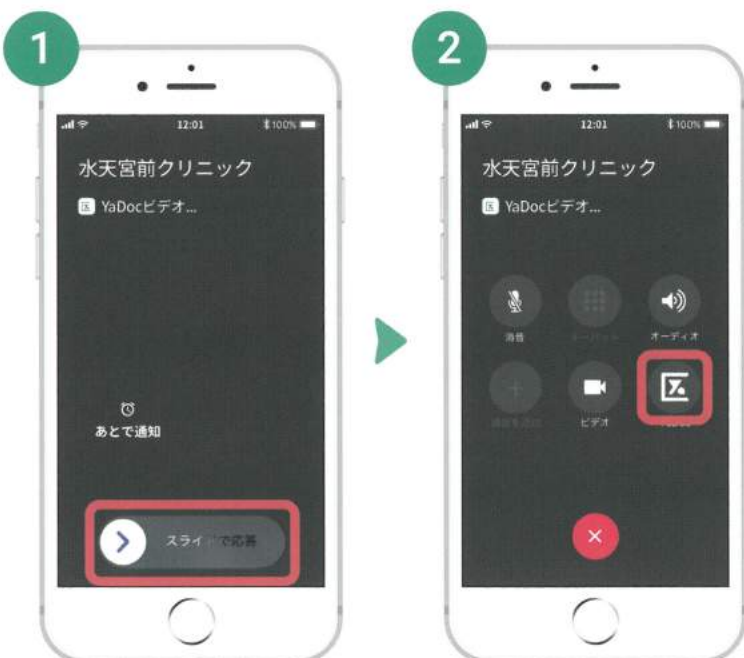 1
12:01
100%
水天宮前クリニック
YaDocビデオ...
あとで通知
スライドで応答
2
12:01
100%
水天宮前クリニック
YaDocビデオ...
消音
オーディオ
ビデオ